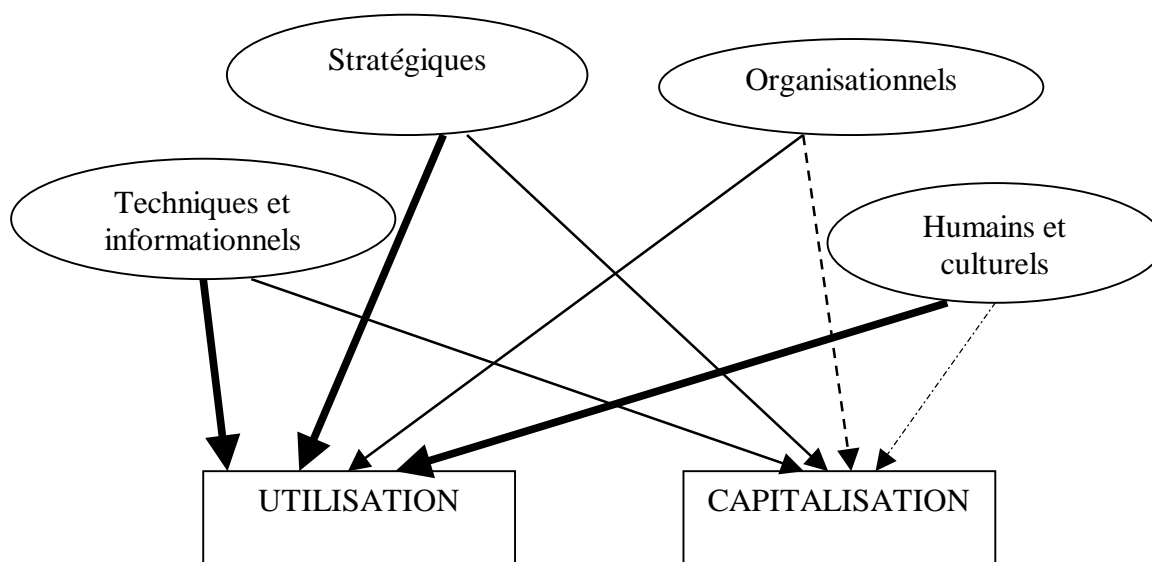 Stratégiques
Organisationnels
Techniques et
informationnels
Humains et
culturels
UTILISATION
CAPITALISATION